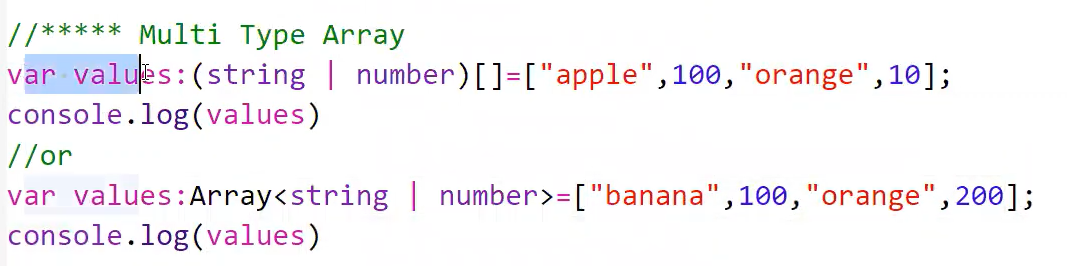 //***** Multi Type Array
var values:(string | number)[]=["apple",100,"orange",10];
console.log(values)
//or
var values:Array<string | number>=["banana",100,"orange",200];
console.log(values)